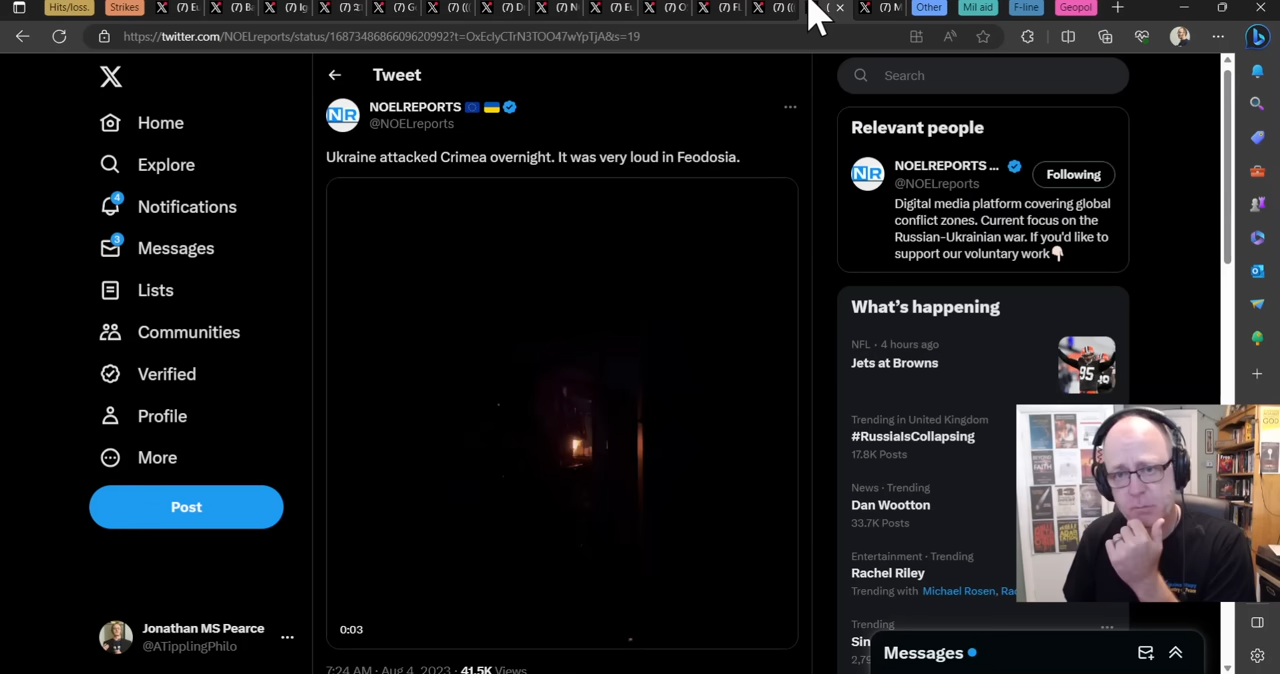 Hits/loss.
Strikes
(7)
Other
Mil aid
F-line
Geopol
https://twitter.com/NOELreports/status/1687348686609620992?t=OxEclyCTrN3TOO47wYpTjA&s=19
Tweet
NOELREPORTS
@NOELreports
Ukraine attacked Crimea overnight. It was very loud in Feodosia.
0:03
7:24 AM · Aug 4, 2023 · 41.5K Views
Home
Explore
4
Notifications
3
Messages
Lists
Communities
Verified
Profile
More
Post
Jonathan MS Pearce
@ATipplingPhilo
Search
Relevant people
NOELREPORTS ...
@NOELreports
Following
Digital media platform covering global
conflict zones. Current focus on the
Russian-Ukrainian war. If you'd like to
support our voluntary work
What's happening
NFL · 4 hours ago
Jets at Browns
Trending in United Kingdom
#RussiaIsCollapsing
17.8K Posts
News · Trending
Dan Wootton
33.7K Posts
Entertainment · Trending
Rachel Riley
Trending with Michael Rosen,
Trending
Messages